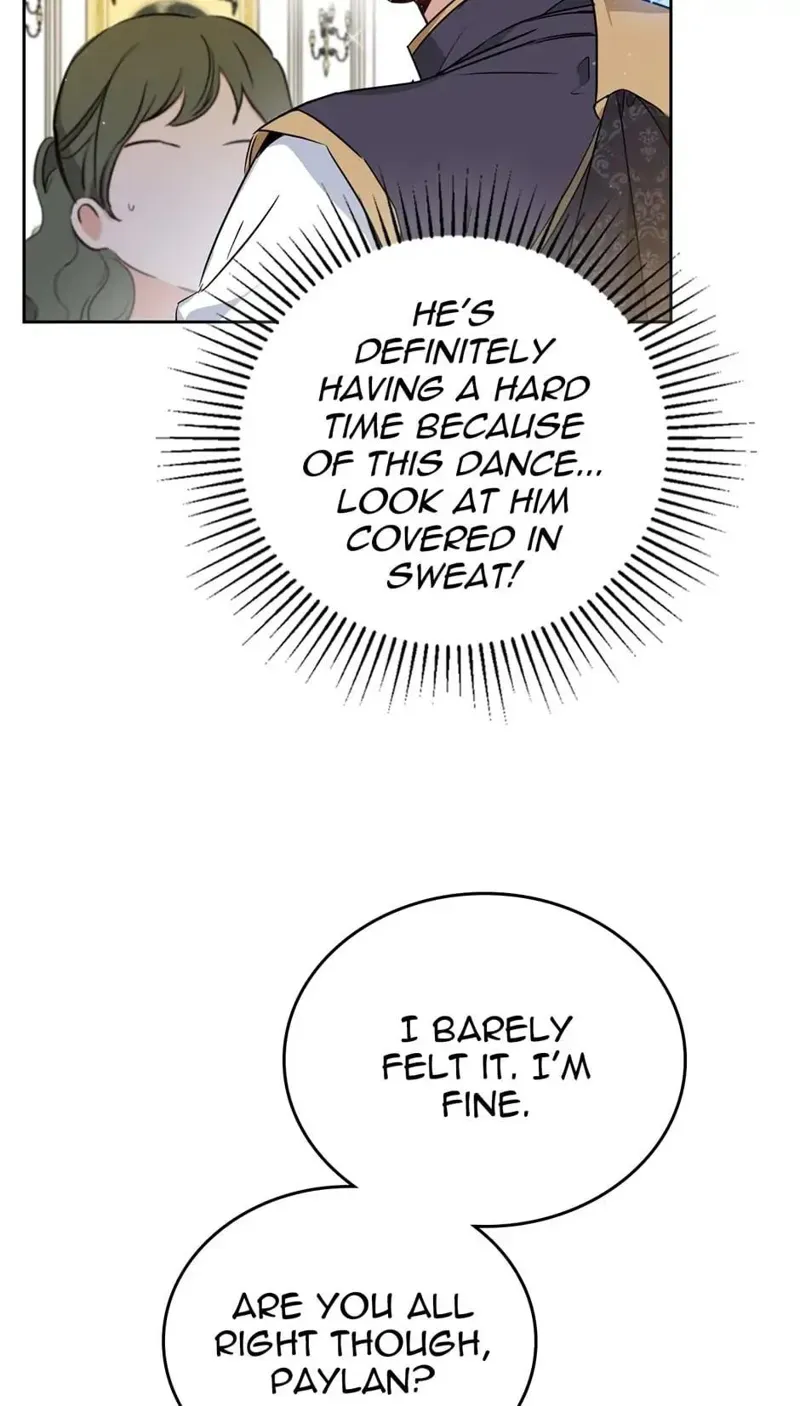 HE'S
DEFINITELY
HAVING A HARD
TIME BECAUSE
OF THIS DANCE...
LOOK AT HIM
COVERED IN
SWEAT!
I BARELY
FELT IT. I'M
FINE.
ARE YOU ALL
RIGHT THOUGH,
PAYLAN?